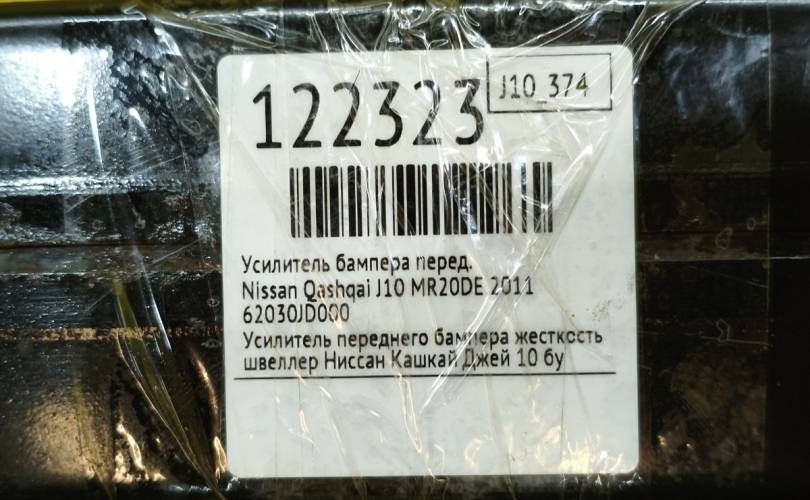 122323
J10_374
Усилитель бампера перед.
Nissan Qashqai J10 MR20DE 2011
62030JD000
Усилитель переднего бампера жесткость
швеллер Ниссан Кашкай Джей 10 бу